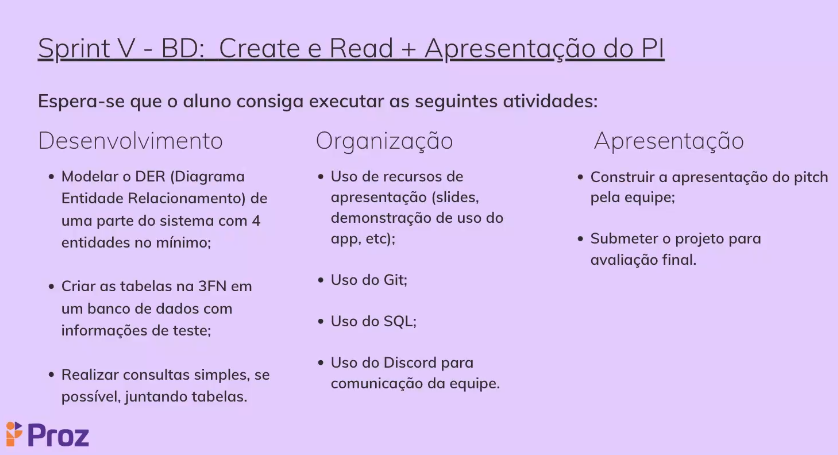 Sprint V - BD:  Create e Read + Apresentação do PI
Espera-se que o aluno consiga executar as seguintes atividades:
Desenvolvimento
• Modelar o DER (Diagrama
Entidade Relacionamento) de
uma parte do sistema com 4
entidades no mínimo;
• Criar as tabelas na 3FN em
um banco de dados com
informações de teste;
• Realizar consultas simples, se
possível, juntando tabelas.
Organização
• Uso de recursos de
apresentação (slides,
demonstração de uso do
app, etc);
• Uso do Git;
• Uso do SQL;
• Uso do Discord para
comunicação da equipe.
Apresentação
• Construir a apresentação do pitch
pela equipe;
• Submeter o projeto para
avaliação final.
Proz